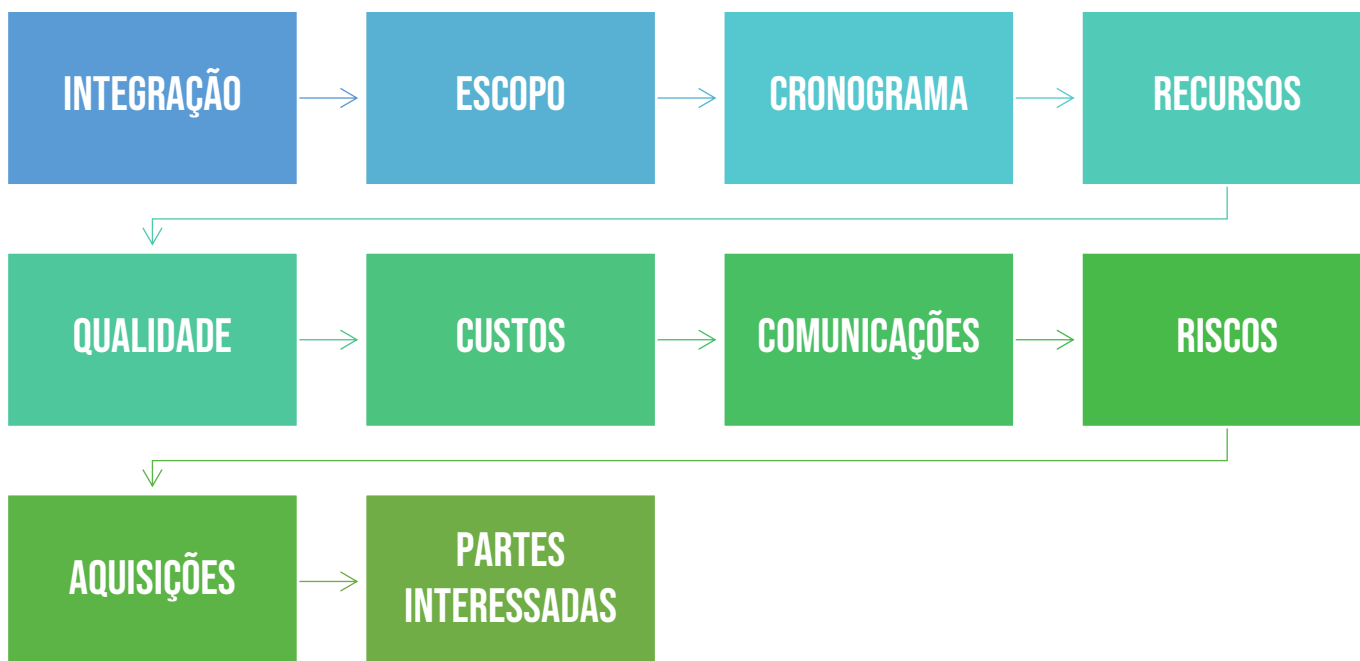 INTEGRAÇÃO
ESCOPO
CRONOGRAMA
RECURSOS
QUALIDADE
CUSTOS
COMUNICAÇÕES
RISCOS
AQUISIÇÕES
PARTES
INTERESSADAS